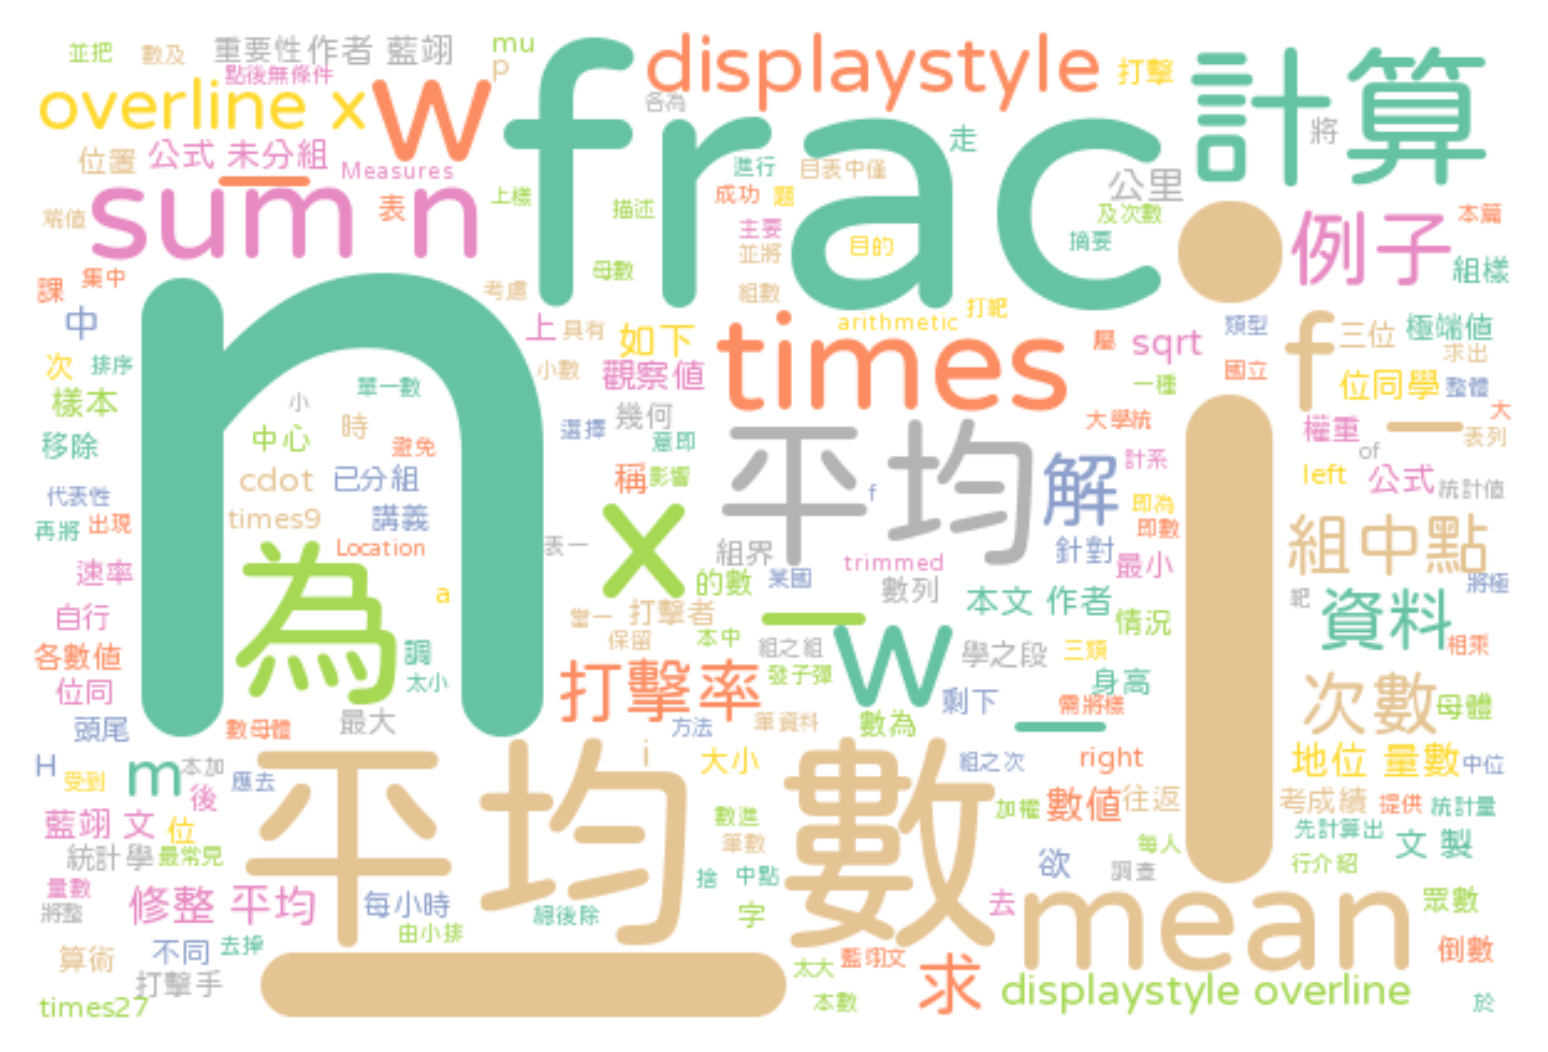 並把 數及 重要性作者 藍翊 mu displaystyle 打擊 計算
點後無條件 p
overline x w frac 各為 將
位置 公式 未分組 Measures 進行 目表中僅 走 公里
sum n 上樣 描述 成功 題 及次數 例子 本篇
端值 表 主要 目的 摘要
課 集中 考慮 母數 並將 組數 組樣
中 n 上 具有 如下 times arithmetic 打靶 屬 sqrt 類型 f 三位 極端值
次 排序 單一數 小數 觀察值 一種 國立 位同學 整體 求出
樣本 小 時 選擇 幾何 平均 大學統 權重 _ 大
移除 中心 避免 意即 解 計系 of 表列
代表性 cdot 已分組 稱 影響 f 即為 left 公式 統計值
再將 出現 times9 講義 x 即數 組中點
速率 為 Location 表一 組界 的數 某國 trimmed 針對 最小 將極
自行 a 當一 打擊者 _ 數列 本文 作者 情況 靶 資料
各數值 調 保留 本中 組之組 w 學之段 三類 相乘
位同 太小 打擊率 發子彈 剩下 身高 需將樣 次數 母體
頭尾 數母體 最大 方法 筆資料 數為 _
H 受到 m 本加 應去 平均數 i 大小 組之次 right 地位 量數 中位
後 加權 數值 往返 考成績 提供 統計量
藍翊 文 位 數進 先計算出
統計學 最常見 筆數 每人 文 製
量數 捨 中點 欲 調查 行介紹
將整 修整 平均 每小時 總後除 字 去 mean 眾數
由小排
算術 不同 去掉 _ 太大 藍翊文 求 倒數
打擊手 displaystyle overline
times27 本數 於